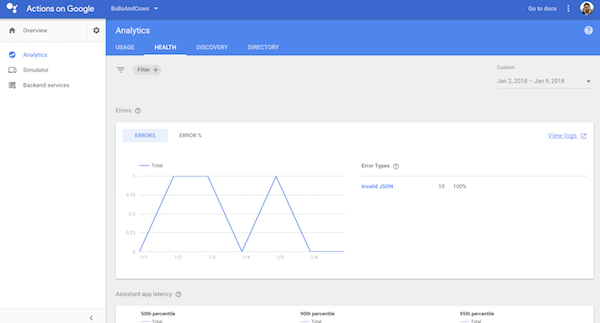 Actions on Google
BullsAndCows
Go to docs
Overview
Analytics
Simulator
Backend services
Analytics
USAGE HEALTH DISCOVERY DIRECTORY
Filter
Custom
Jan 2, 2018 – Jan 9, 2018
Errors
ERRORS ERROR %
View logs
Total
1
0.75
0.5
0.25
0
1/1 1/2 1/3 1/4 1/5 1/6
Error Types
Invalid JSON 10 100%
Assistant app latency
50th percentile 90th percentile 95th percentile
Total Total Total